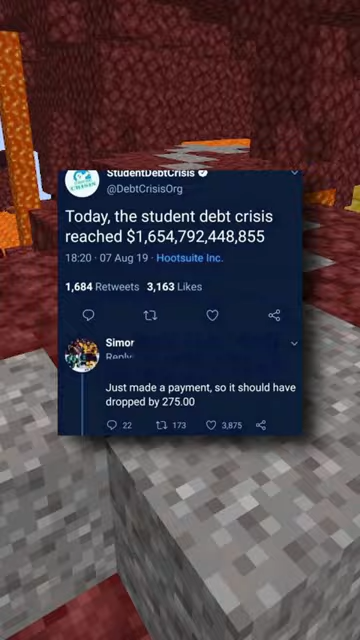 StudentDebtCrisis
@DebtCrisisOrg
Today, the student debt crisis
reached $1,654,792,448,855
18:20 · 07 Aug 19 · Hootsuite Inc.
1,684 Retweets 3,163 Likes
Simon
Just made a payment, so it should have
dropped by 275.00
22 173 3,875